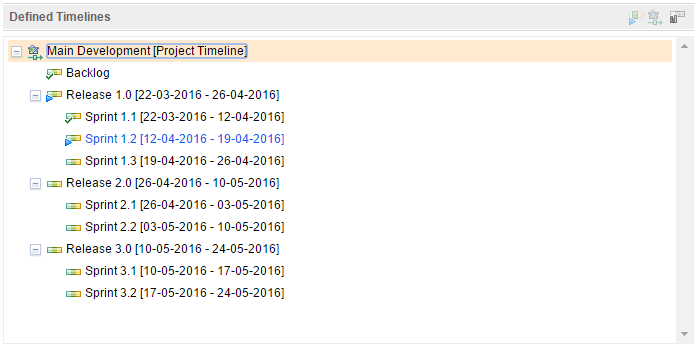 Defined Timelines
Main Development [Project Timeline]
Backlog
Release 1.0 [22-03-2016 - 26-04-2016]
Sprint 1.1 [22-03-2016 - 12-04-2016]
Sprint 1.2 [12-04-2016 - 19-04-2016]
Sprint 1.3 [19-04-2016 - 26-04-2016]
Release 2.0 [26-04-2016 - 10-05-2016]
Sprint 2.1 [26-04-2016 - 03-05-2016]
Sprint 2.2 [03-05-2016 - 10-05-2016]
Release 3.0 [10-05-2016 - 24-05-2016]
Sprint 3.1 [10-05-2016 - 17-05-2016]
Sprint 3.2 [17-05-2016 - 24-05-2016]